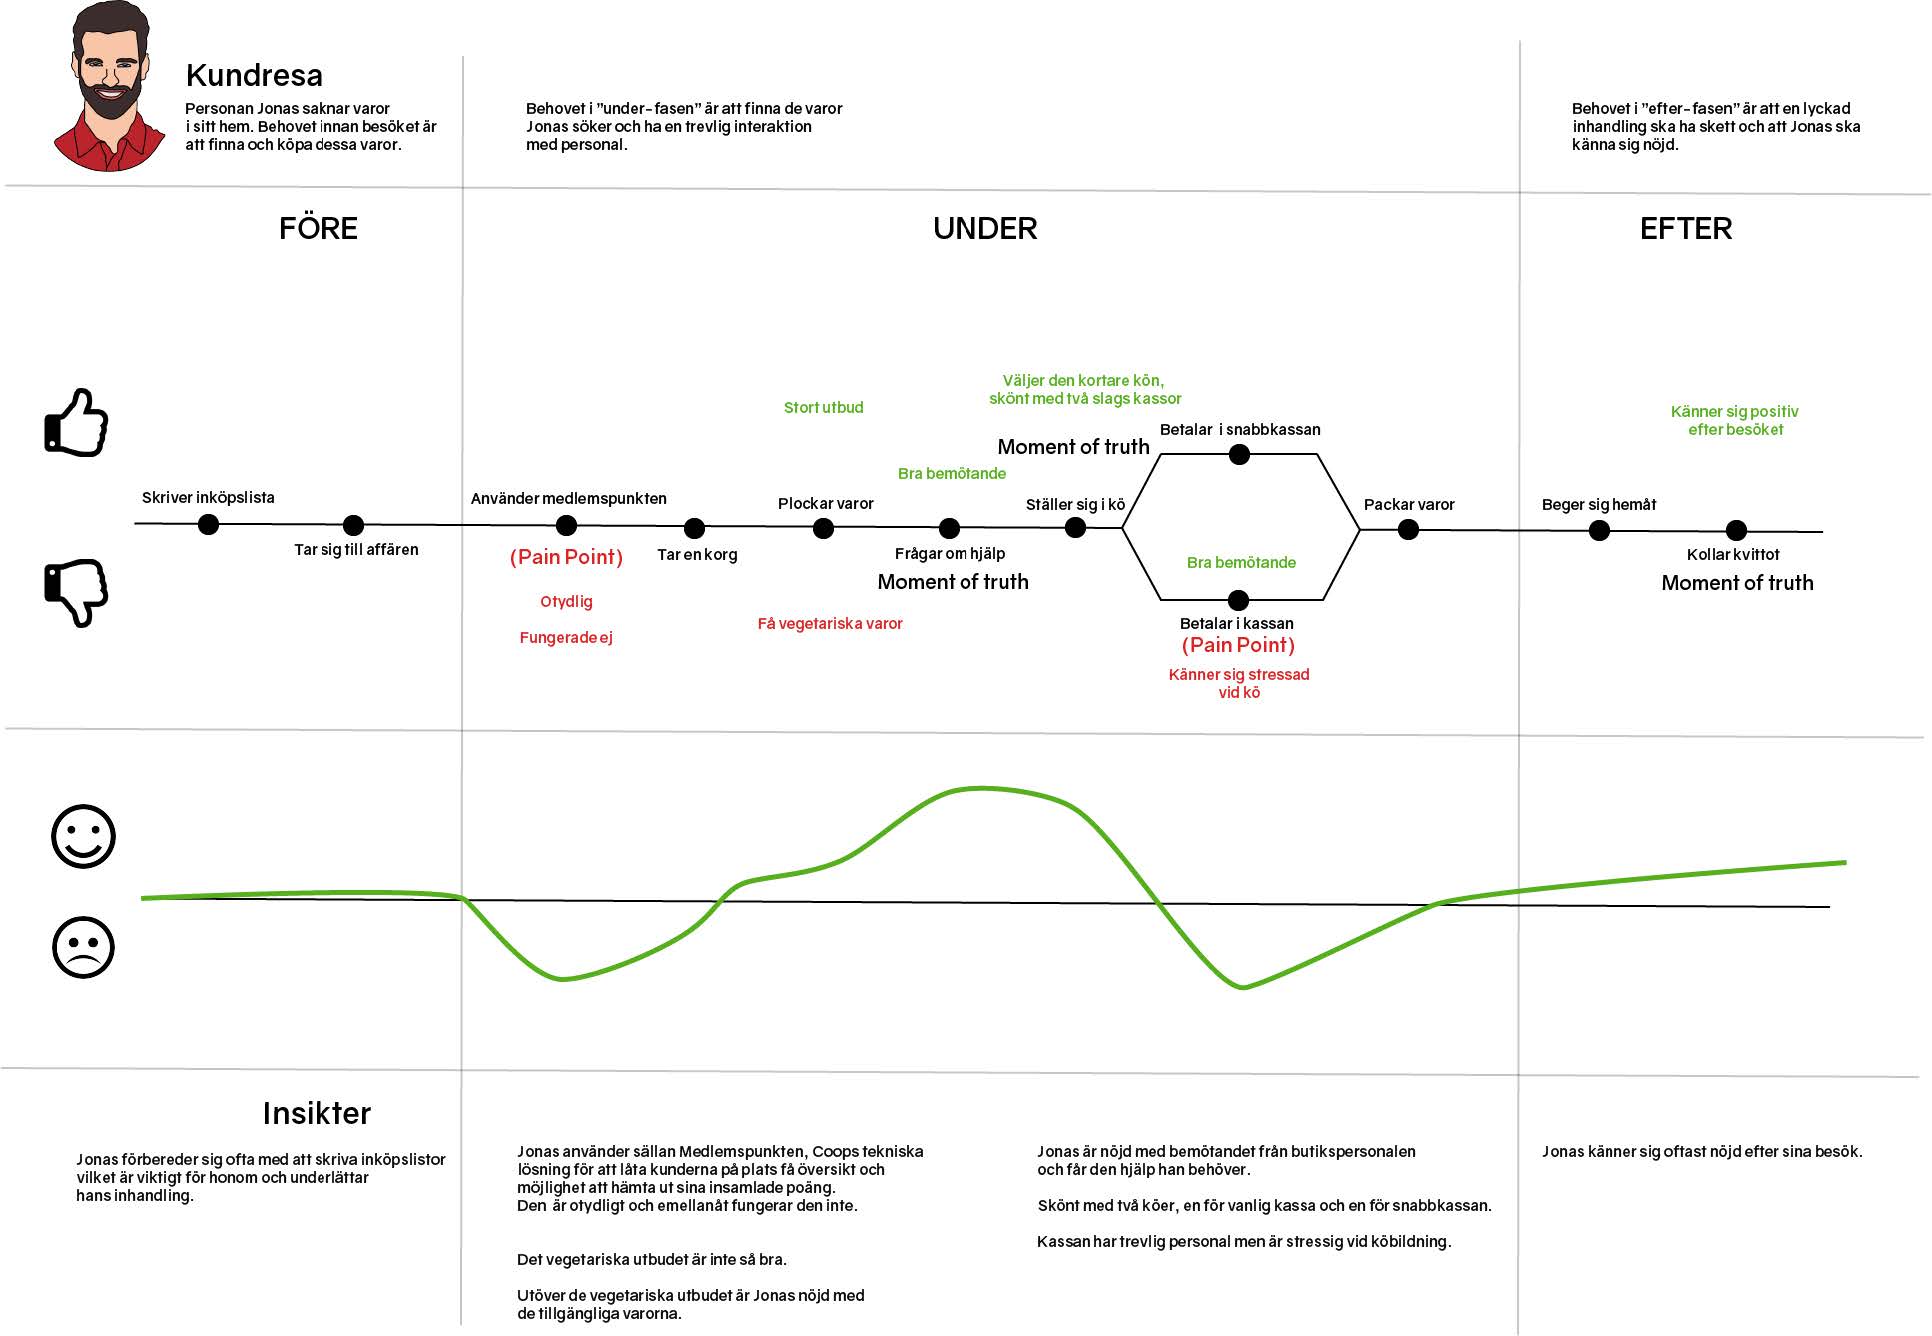 Kundresa
Personan Jonas saknar varor
i sitt hem. Behovet innan besöket är
att finna och köpa dessa varor.
Behovet i ”under-fasen” är att finna de varor
Jonas söker och ha en trevlig interaktion
med personal.
Behovet i ”efter-fasen” är att en lyckad
inhandling ska ha skett och att Jonas ska
känna sig nöjd.
FÖRE
UNDER
EFTER
Skriver inköpslista
Tar sig till affären
Använder medlemspunkten
(Pain Point)
Otydlig
Fungerade ej
Tar en korg
Stort utbud
Plockar varor
Få vegetariska varor
Bra bemötande
Frågar om hjälp
Moment of truth
Väljer den kortare kön,
skönt med två slags kassor
Moment of truth
Ställer sig i kö
Betalar i snabbkassan
Bra bemötande
Betalar i kassan
(Pain Point)
Känner sig stressad
vid kö
Packar varor
Beger sig hemåt
Känner sig positiv
efter besöket
Kollar kvittot
Moment of truth
Insikter
Jonas förbereder sig ofta med att skriva inköpslistor
vilket är viktigt för honom och underlättar
hans inhandling.
Jonas använder sällan Medlemspunkten, Coops tekniska
lösning för att låta kunderna på plats få översikt och
möjlighet att hämta ut sina insamlade poäng.
Den är otydligt och emellanåt fungerar den inte.
Det vegetariska utbudet är inte så bra.
Utöver de vegetariska utbudet är Jonas nöjd med
de tillgängliga varorna.
Jonas är nöjd med bemötandet från butikspersonalen
och får den hjälp han behöver.
Skönt med två köer, en för vanlig kassa och en för snabbkassan.
Kassan har trevlig personal men är stressig vid köbildning.
Jonas känner sig oftast nöjd efter sina besök.